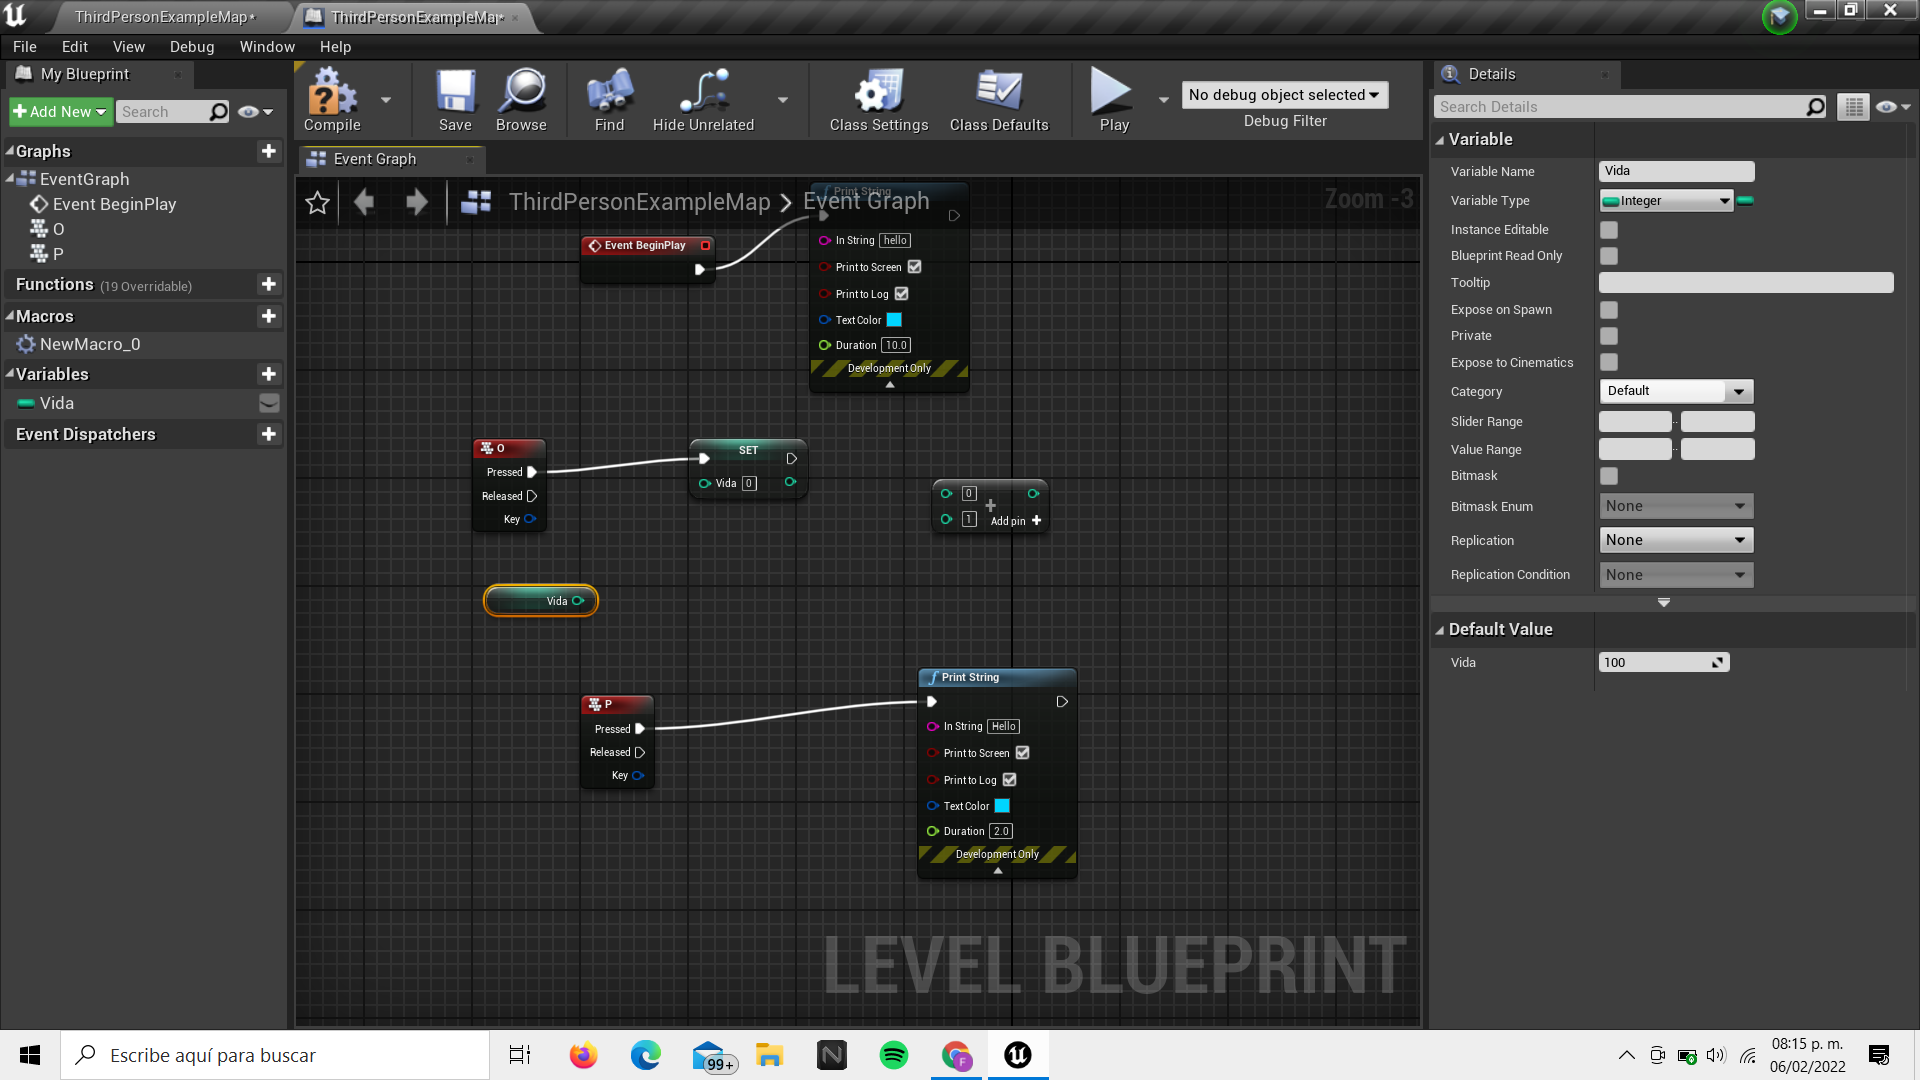 ThirdPersonExampleMap*
ThirdPersonExampleMap*
File Edit View Debug Window Help
My Blueprint
Add New
Search
Graphs
EventGraph
Event BeginPlay
O
P
Functions (19 Overridable)
Macros
NewMacro_0
Variables
Vida
Event Dispatchers
Compile
Save
Browse
Find
Hide Unrelated
Class Settings
Class Defaults
Play
No debug object selected
Debug Filter
Event Graph
ThirdPersonExampleMap > Event Graph
Zoom -3
Event BeginPlay
Print String
In String hello
Print to Screen
Print to Log
Text Color
Duration 10.0
Development Only
O
Pressed
Released
Key
SET
Vida 0
0
1
Add pin
Vida
P
Pressed
Released
Key
Print String
In String Hello
Print to Screen
Print to Log
Text Color
Duration 2.0
Development Only
LEVEL BLUEPRINT
Details
Search Details
Variable
Variable Name Vida
Variable Type Integer
Instance Editable
Blueprint Read Only
Tooltip
Expose on Spawn
Private
Expose to Cinematics
Category Default
Slider Range
Value Range
Bitmask
Bitmask Enum None
Replication None
Replication Condition None
Default Value
Vida 100
Escribe aquí para buscar
99+
N
F
08:15 p. m.
06/02/2022